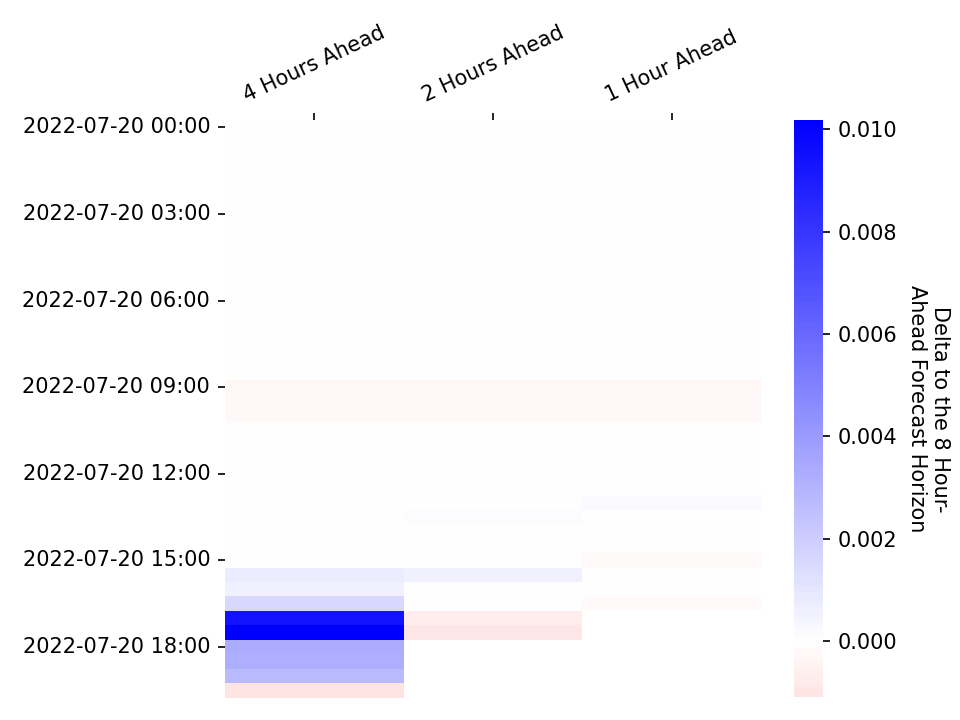 4 Hours Ahead
2 Hours Ahead
1 Hour Ahead
2022-07-20 00:00
2022-07-20 03:00
2022-07-20 06:00
2022-07-20 09:00
2022-07-20 12:00
2022-07-20 15:00
2022-07-20 18:00
0.010
0.008
0.006
0.004
0.002
0.000
Delta to the 8 Hour-
Ahead Forecast Horizon